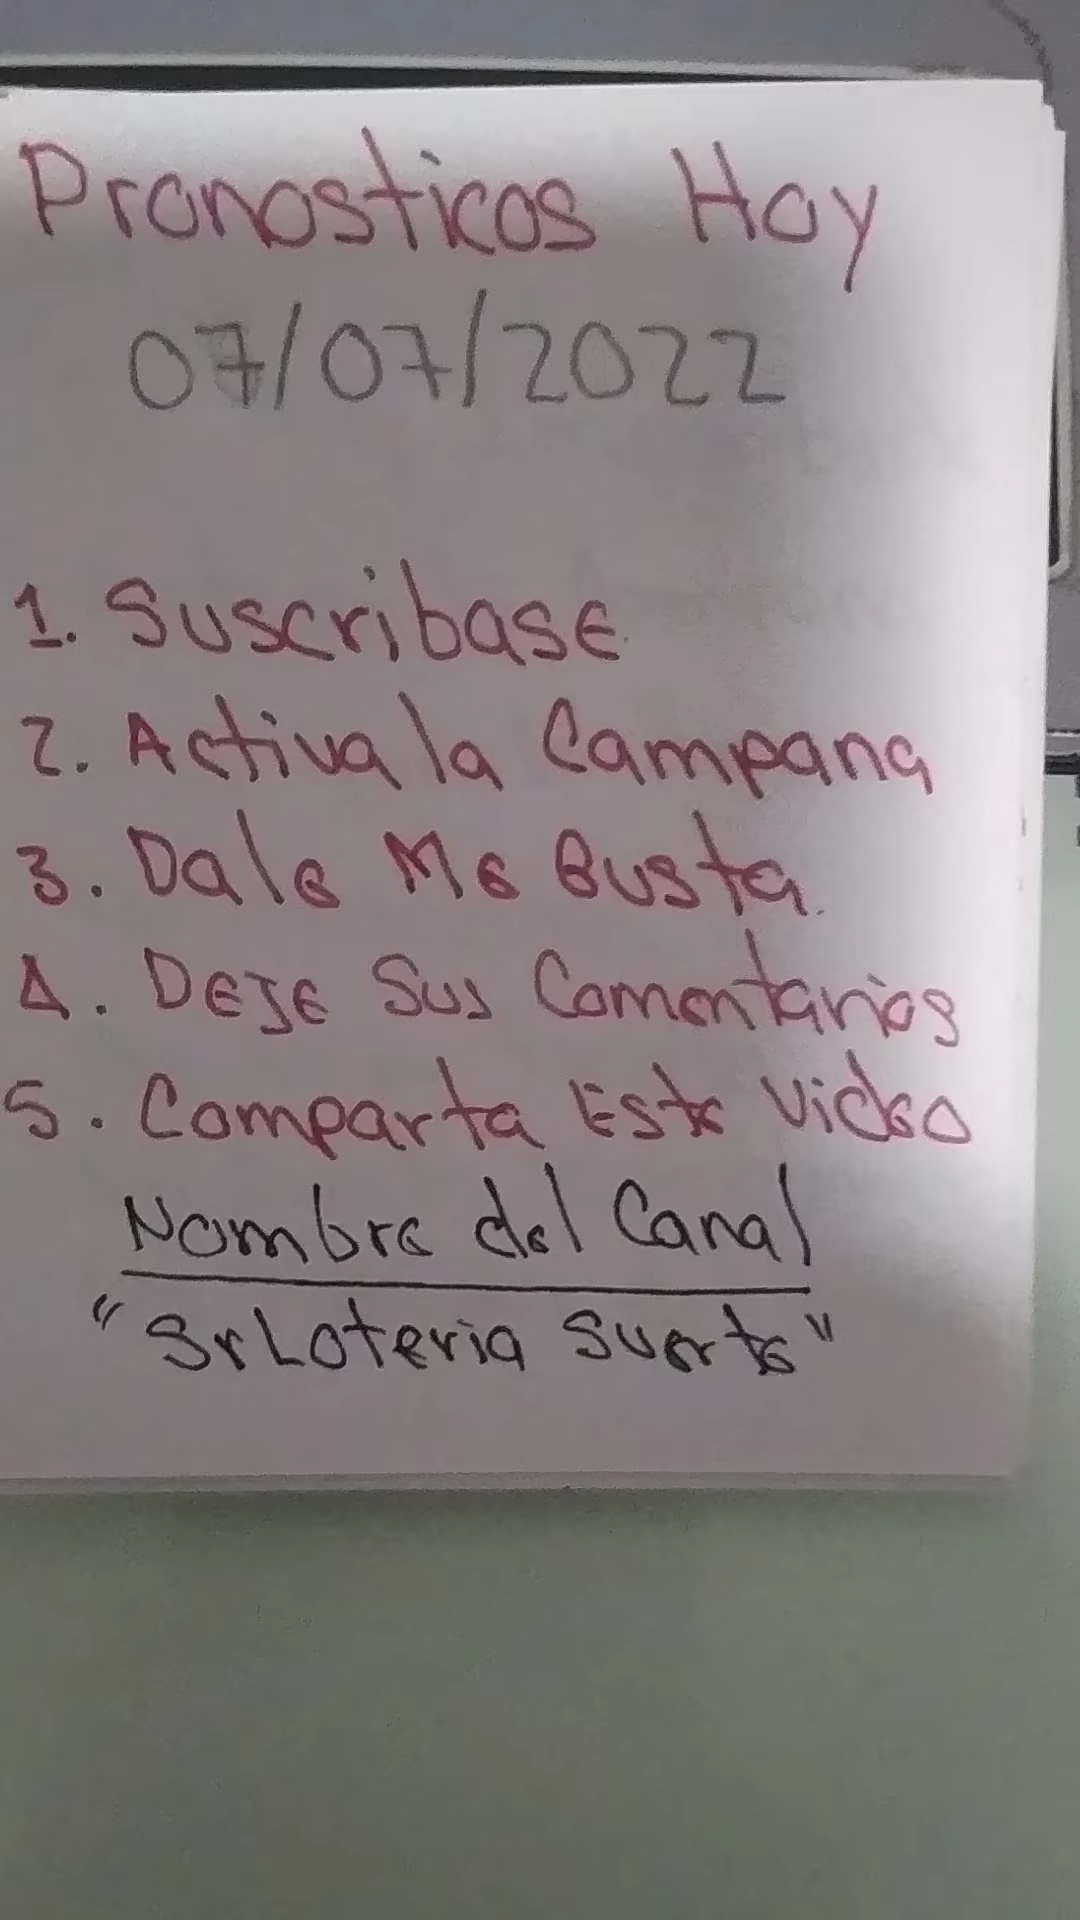 Pronosticos Hoy
07/07/2022
1. Suscribase
2. Activa la Campana
3. Dale Me Gusta.
4. DEJE Sus Comentarios
5. Comparta Este Video
Nombre del Canal
"SrLoteria Suerte"